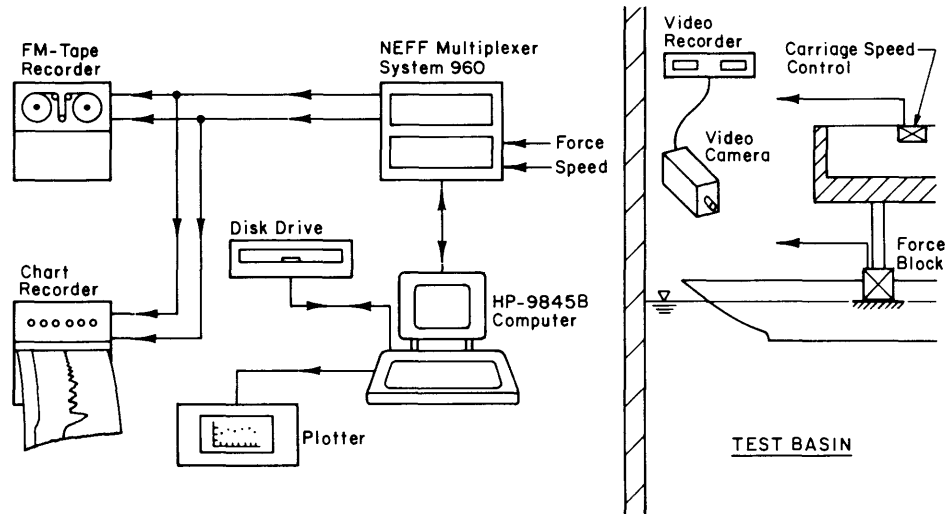 FM-Tape
Recorder
NEFF Multiplexer
System 960
Force
Speed
Disk Drive
Chart
Recorder
HP-9845B
Computer
Plotter
Video
Recorder
Carriage Speed
Control
Video
Camera
Force
Block
TEST BASIN